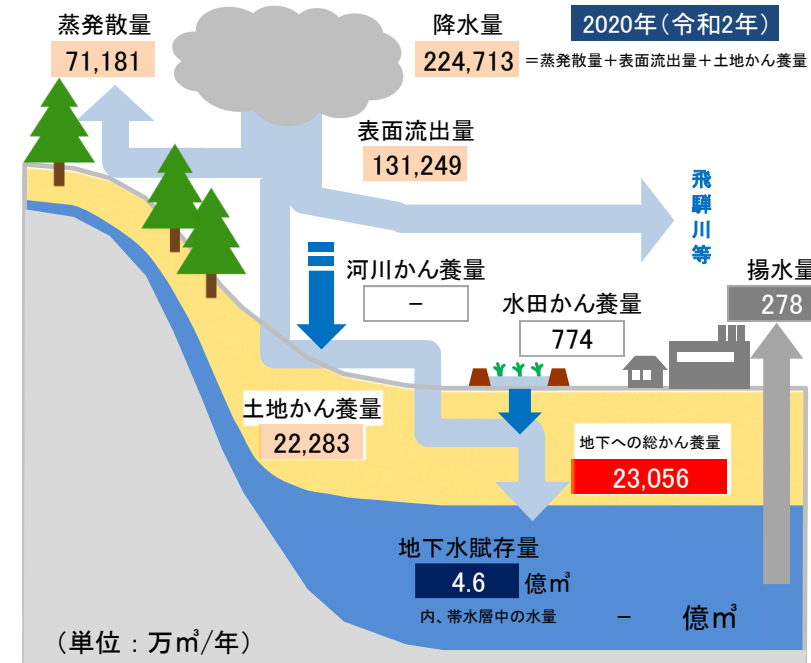 蒸発散量
71,181
降水量
224,713
2020年(令和2年)
=蒸発散量+表面流出量+土地かん養量
表面流出量
131,249
飛騨川等
河川かん養量
－
水田かん養量
774
揚水量
278
土地かん養量
22,283
地下への総かん養量
23,056
地下水賦存量
4.6 億㎥
内、帯水層中の水量 － 億㎥
(単位:万㎥/年)